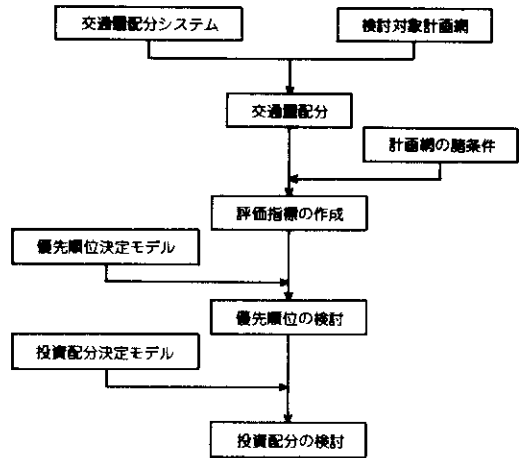 交通量配分システム
検討対象計画網
交通量配分
計画網の諸条件
評価指標の作成
優先順位決定モデル
優先順位の検討
投資配分決定モデル
投資配分の検討